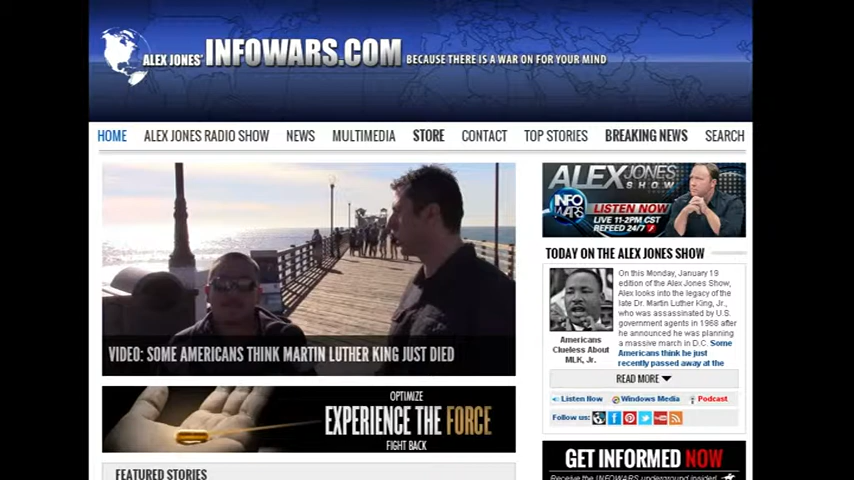 ALEX JONES' INFOWARS.COM BECAUSE THERE IS A WAR ON FOR YOUR MIND
HOME ALEX JONES RADIO SHOW NEWS MULTIMEDIA STORE CONTACT TOP STORIES BREAKING NEWS SEARCH
VIDEO: SOME AMERICANS THINK MARTIN LUTHER KING JUST DIED
OPTIMIZE
EXPERIENCE THE FORCE
FIGHT BACK
FEATURED STORIES
ALEX JONES
SHOW
INFO
WARS
LISTEN NOW
LIVE 11-2PM CST
REFEED 24/7
TODAY ON THE ALEX JONES SHOW
Americans
Clueless About
MLK, Jr.
On this Monday, January 19
edition of the Alex Jones Show,
Alex looks into the legacy of the
late Dr. Martin Luther King, Jr.,
who was assassinated by U.S.
government agents in 1968 after
he announced he was planning
a massive march in D.C. Some
Americans think he just
recently passed away at the
READ MORE
Listen Now Windows Media Podcast
Follow us:
GET INFORMED NOW
Receive the INFOWARS underground insider!